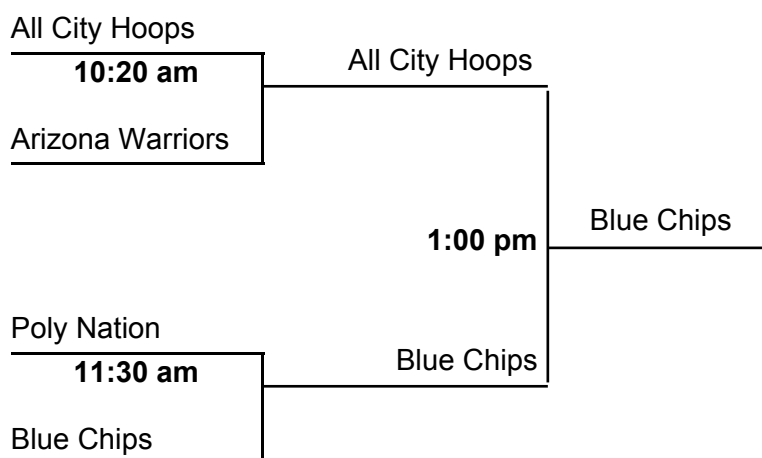 All City Hoops
10:20 am
All City Hoops
Arizona Warriors
Blue Chips
1:00 pm
Poly Nation
11:30 am
Blue Chips
Blue Chips